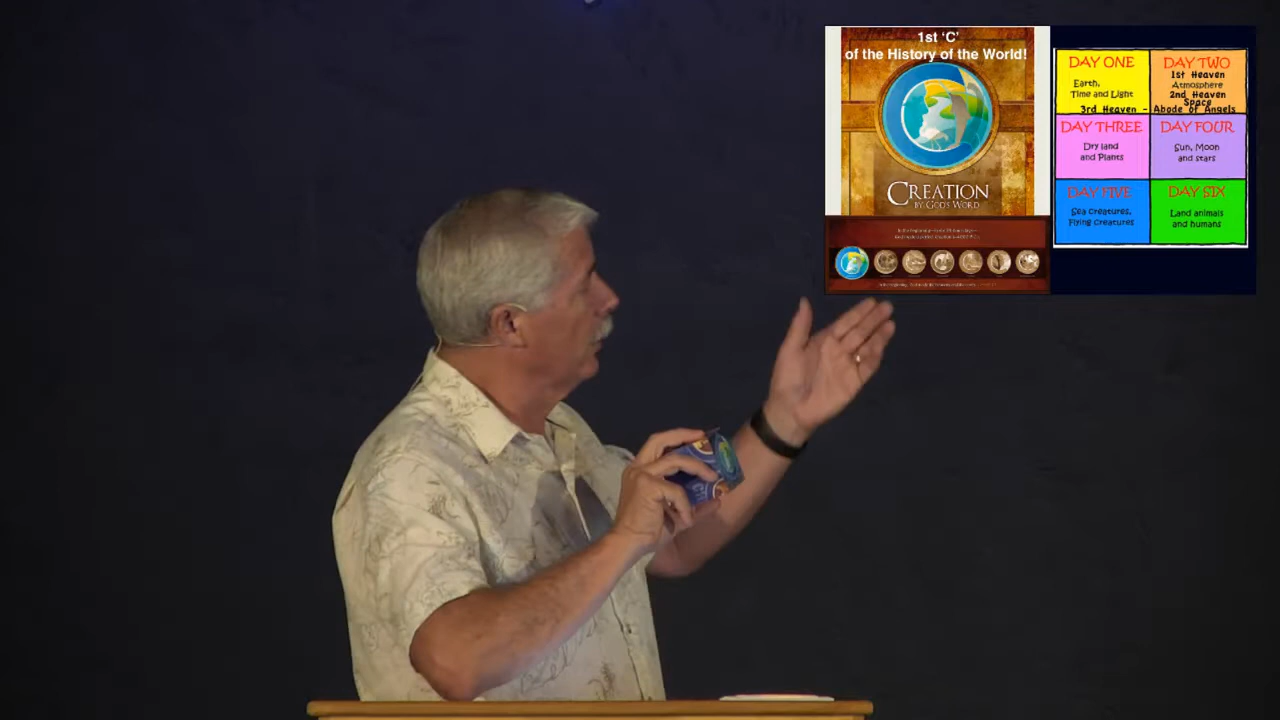 1st ‘C’
of the History of the World!
CREATION
BY GOD'S WORD
DAY ONE
Earth,
Time and Light
DAY TWO
1st Heaven
Atmosphere
2nd Heaven
Space
3rd Heaven - Abode of Angels
DAY THREE
Dry land
and Plants
DAY FOUR
Sun, Moon
and stars
DAY FIVE
Sea creatures,
Flying creatures
DAY SIX
Land animals
and humans